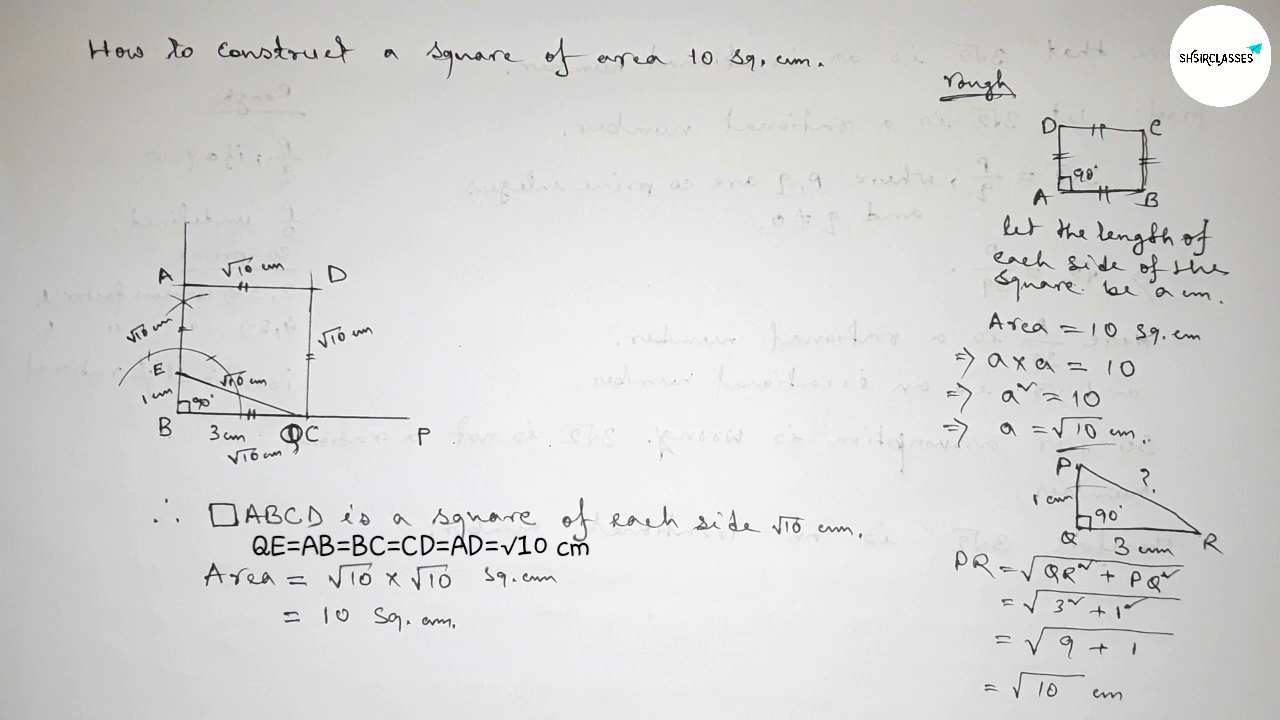 How to construct a square of area 10 sq. cm.
SHSIRCLASSES
rough
D C
90°
A B
let the length of
each side of the
square be a cm.
Area = 10 sq. cm
⇒ a × a = 10
⇒ a² = 10
⇒ a = √10 cm.
A √10 cm D
√10 cm √10 cm
E √10 cm
1 cm 90°
B 3 cm Q C P
√10 cm
P ?
1 cm 90°
Q 3 cm R
PR = √QR² + PQ²
= √3² + 1²
= √9 + 1
= √10 cm
∴ □ABCD is a square of each side √10 cm.
QE=AB=BC=CD=AD=√10 cm
Area = √10 × √10 sq. cm
= 10 sq. cm.